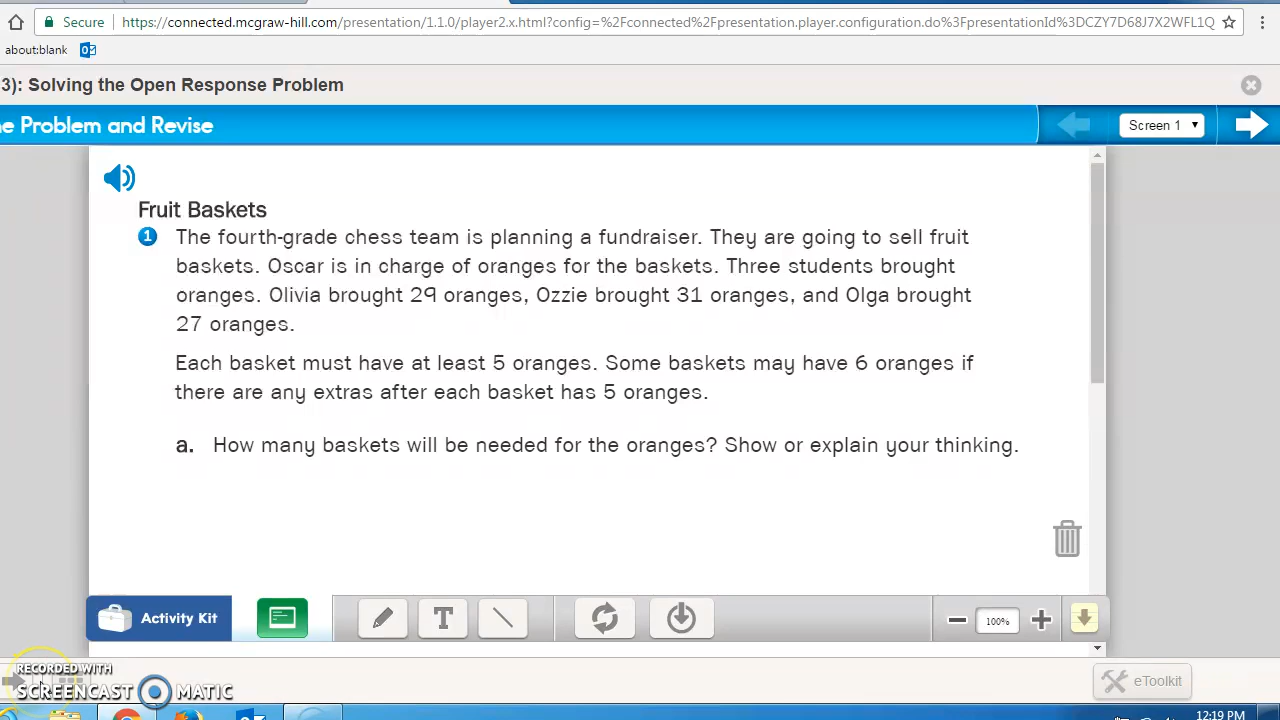 Secure https://connected.mcgraw-hill.com/presentation/1.1.0/player2.x.html?config=%2Fconnected%2Fpresentation.player.configuration.do%3FpresentationId%3DCZY7D68J7X2WFL1Q
about:blank
3): Solving the Open Response Problem
e Problem and Revise
Screen 1
Fruit Baskets
1 The fourth-grade chess team is planning a fundraiser. They are going to sell fruit
baskets. Oscar is in charge of oranges for the baskets. Three students brought
oranges. Olivia brought 29 oranges, Ozzie brought 31 oranges, and Olga brought
27 oranges.
Each basket must have at least 5 oranges. Some baskets may have 6 oranges if
there are any extras after each basket has 5 oranges.
a. How many baskets will be needed for the oranges? Show or explain your thinking.
Activity Kit
T
100%
RECORDED WITH
SCREENCAST MATIC
eToolkit
12:19 PM